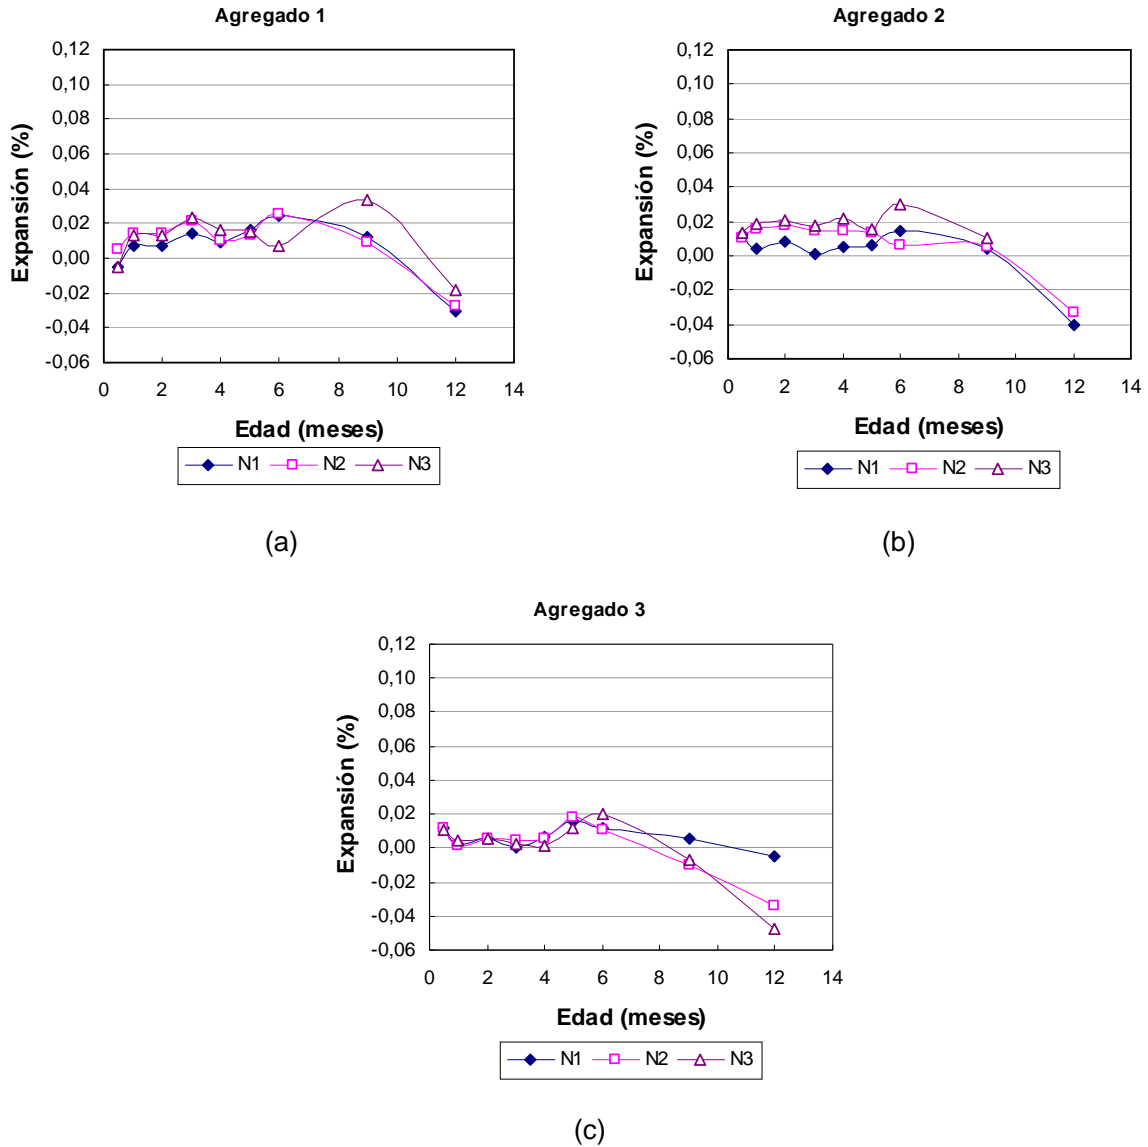 Agregado 1
0,12
0,10
0,08
0,06
0,04
0,02
0,00
-0,02
-0,04
-0,06
Expansión (%)
0 2 4 6 8 10 12 14
Edad (meses)
N1 N2 N3
(a)
Agregado 2
0,12
0,10
0,08
0,06
0,04
0,02
0,00
-0,02
-0,04
-0,06
Expansión (%)
0 2 4 6 8 10 12 14
Edad (meses)
N1 N2 N3
(b)
Agregado 3
0,12
0,10
0,08
0,06
0,04
0,02
0,00
-0,02
-0,04
-0,06
Expansión (%)
0 2 4 6 8 10 12 14
Edad (meses)
N1 N2 N3
(c)